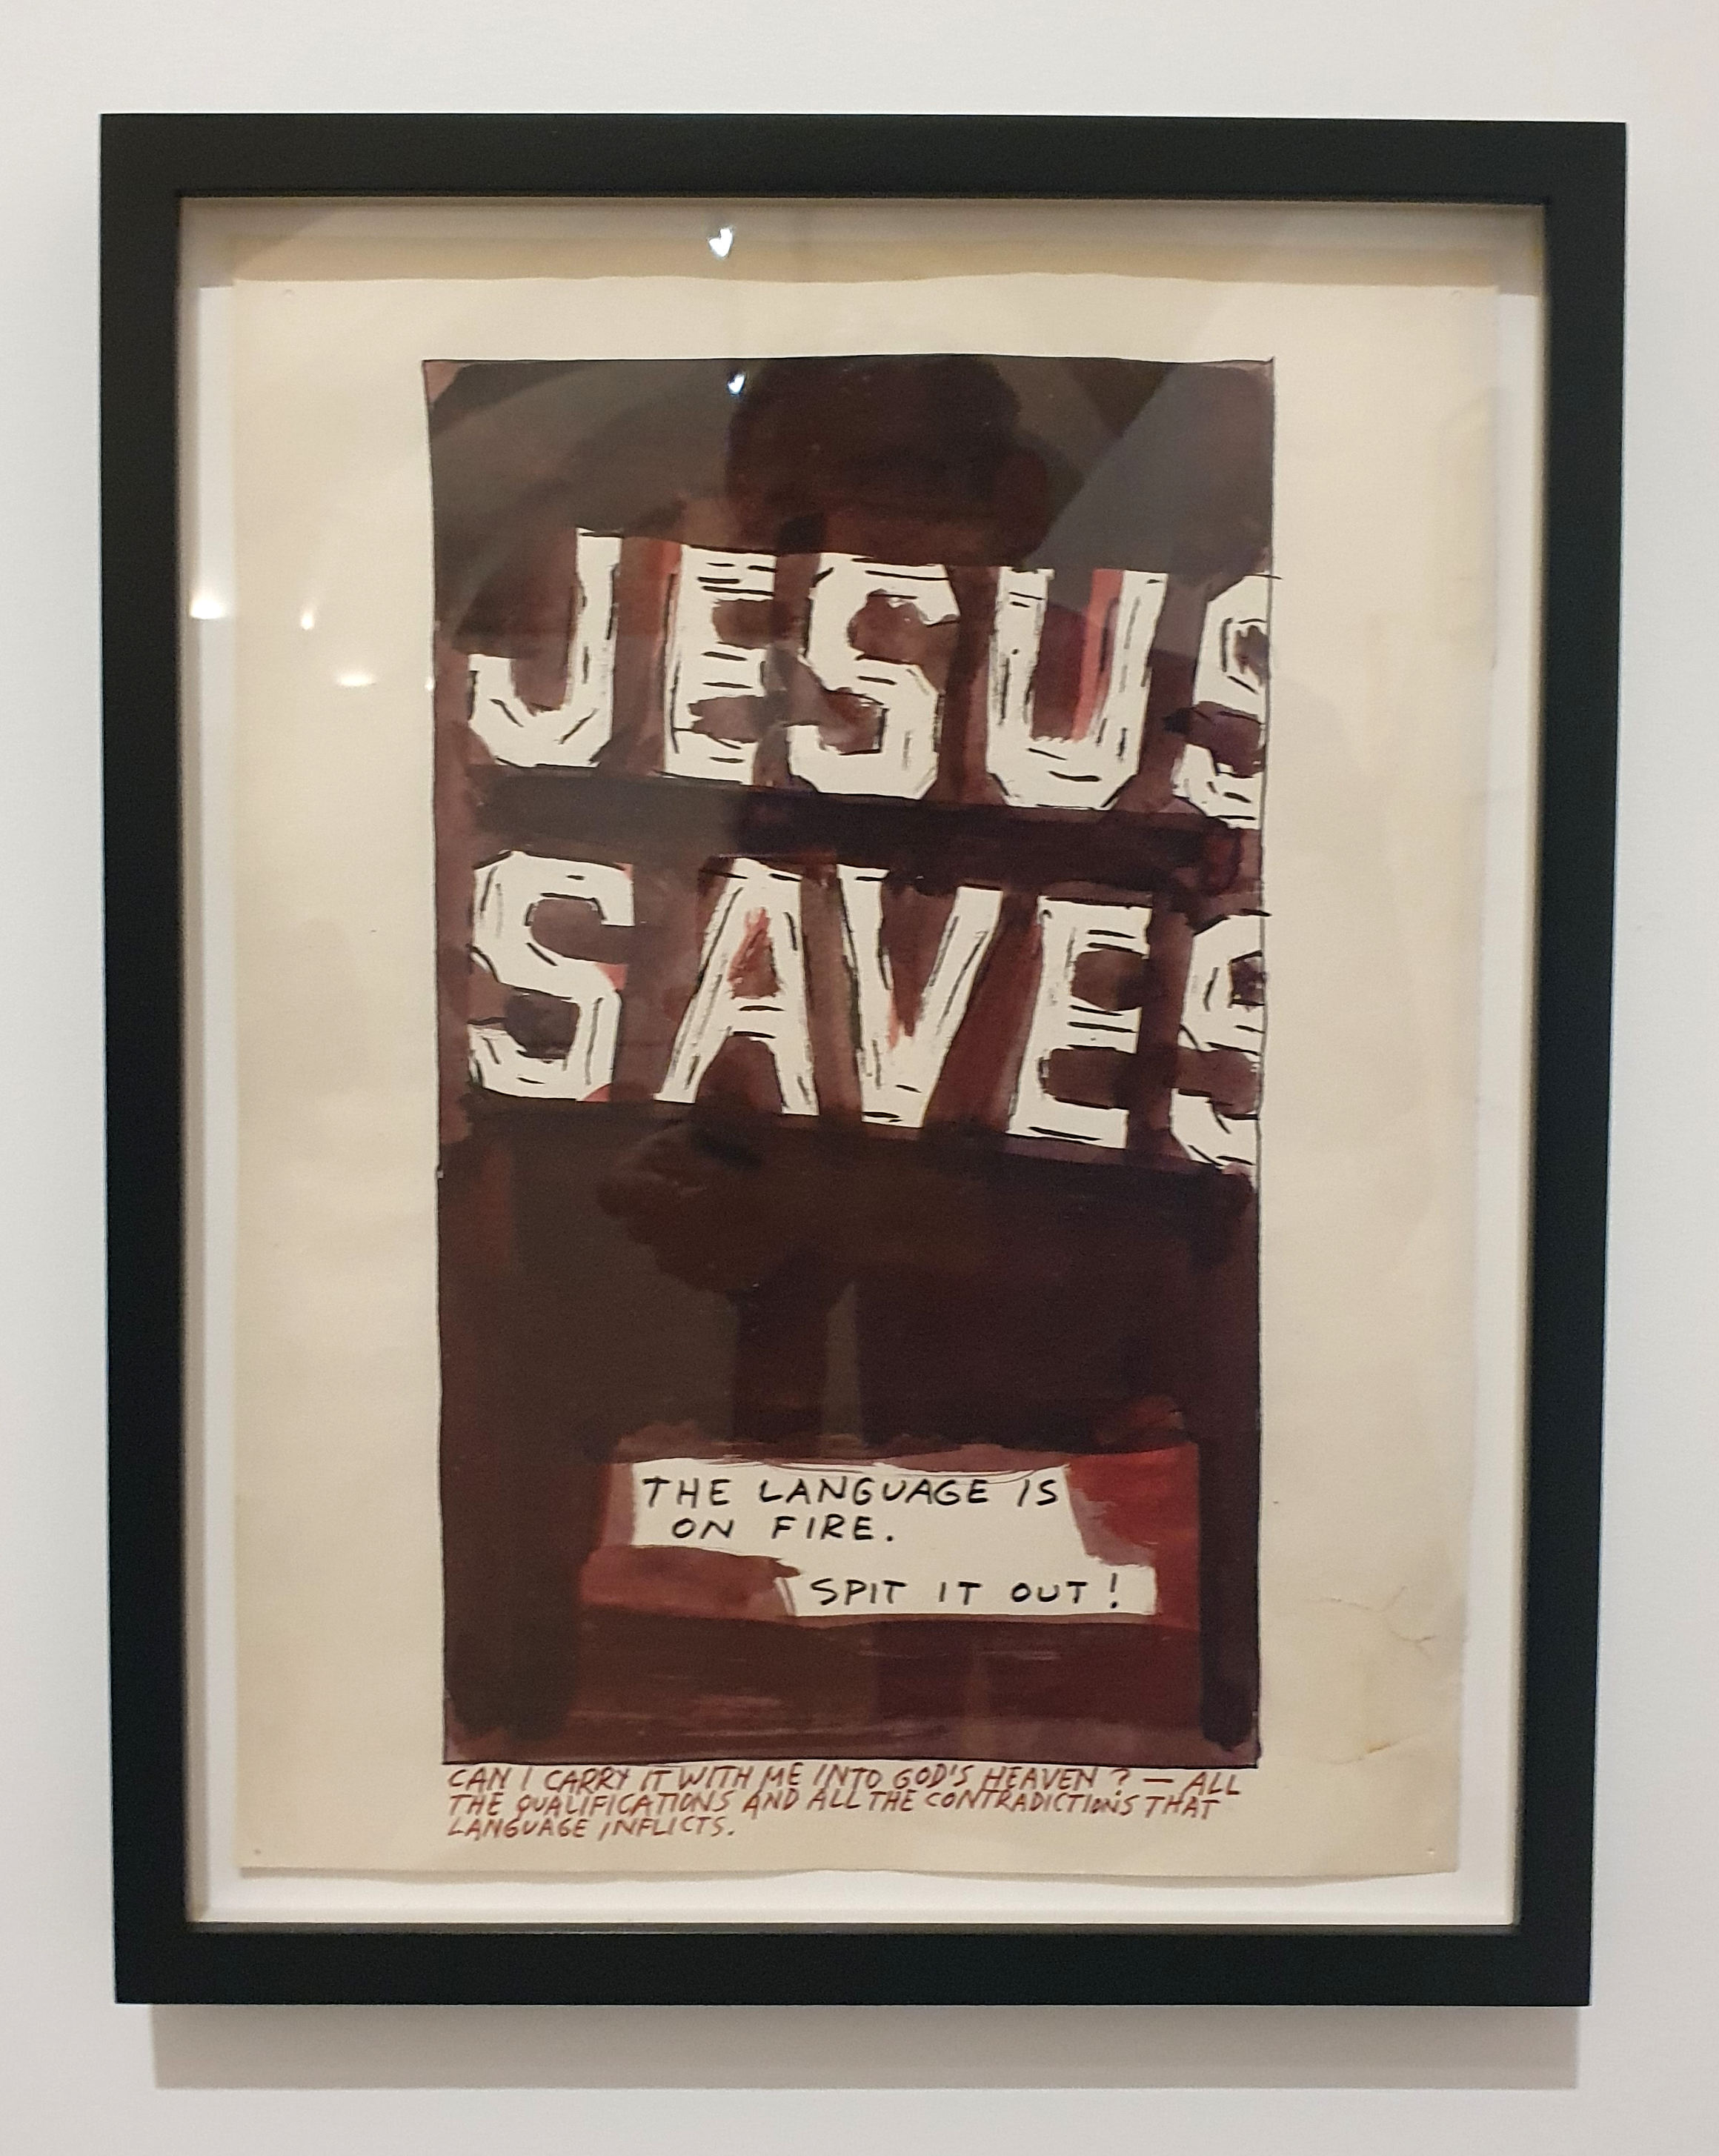 JESUS
SAVES
THE LANGUAGE IS
ON FIRE.
SPIT IT OUT!
CAN I CARRY IT WITH ME INTO GOD'S HEAVEN? — ALL
THE QUALIFICATIONS AND ALL THE CONTRADICTIONS THAT
LANGUAGE INFLICTS.